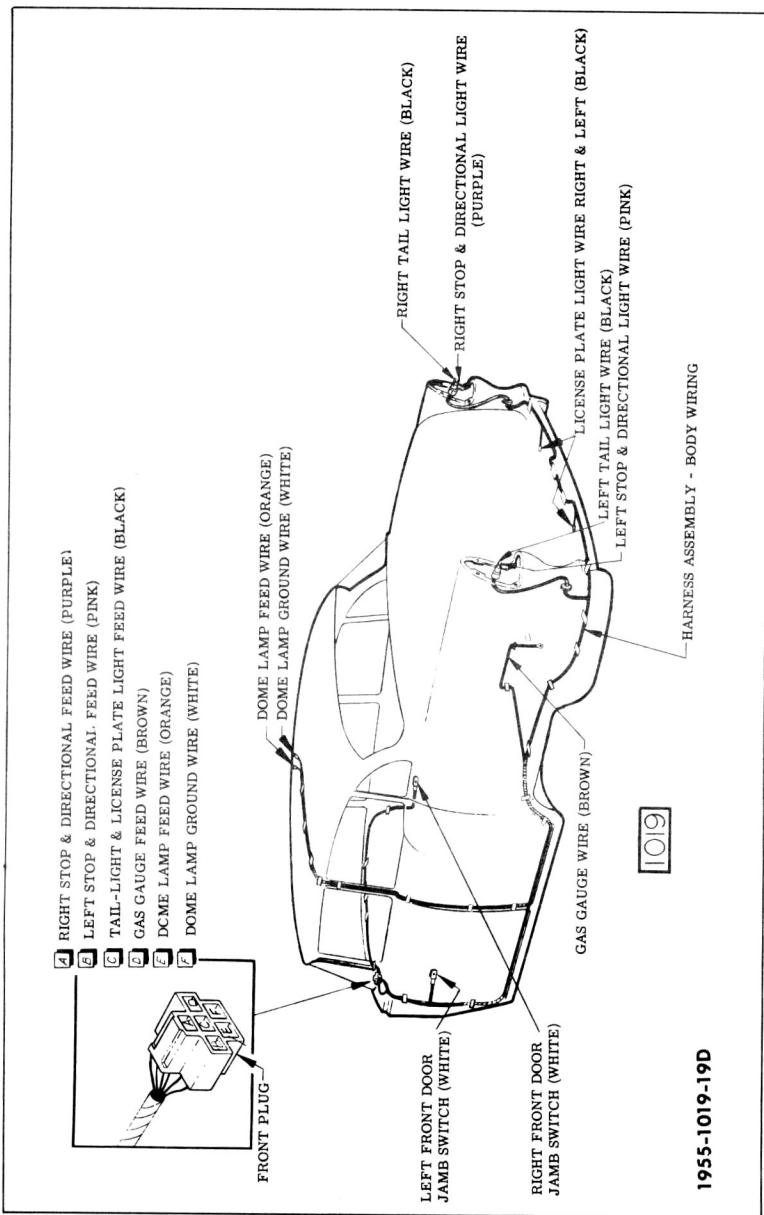 A RIGHT STOP & DIRECTIONAL FEED WIRE (PURPLE)
B LEFT STOP & DIRECTIONAL FEED WIRE (PINK)
C TAIL-LIGHT & LICENSE PLATE LIGHT FEED WIRE (BLACK)
D GAS GAUGE FEED WIRE (BROWN)
E DOME LAMP FEED WIRE (ORANGE)
F DOME LAMP GROUND WIRE (WHITE)
FRONT PLUG
DOME LAMP FEED WIRE (ORANGE)
DOME LAMP GROUND WIRE (WHITE)
RIGHT TAIL LIGHT WIRE (BLACK)
RIGHT STOP & DIRECTIONAL LIGHT WIRE
(PURPLE)
LEFT FRONT DOOR
JAMB SWITCH (WHITE)
RIGHT FRONT DOOR
JAMB SWITCH (WHITE)
GAS GAUGE WIRE (BROWN)
LICENSE PLATE LIGHT WIRE RIGHT & LEFT (BLACK)
LEFT TAIL LIGHT WIRE (BLACK)
LEFT STOP & DIRECTIONAL LIGHT WIRE (PINK)
HARNESS ASSEMBLY - BODY WIRING
1019
1955-1019-19D